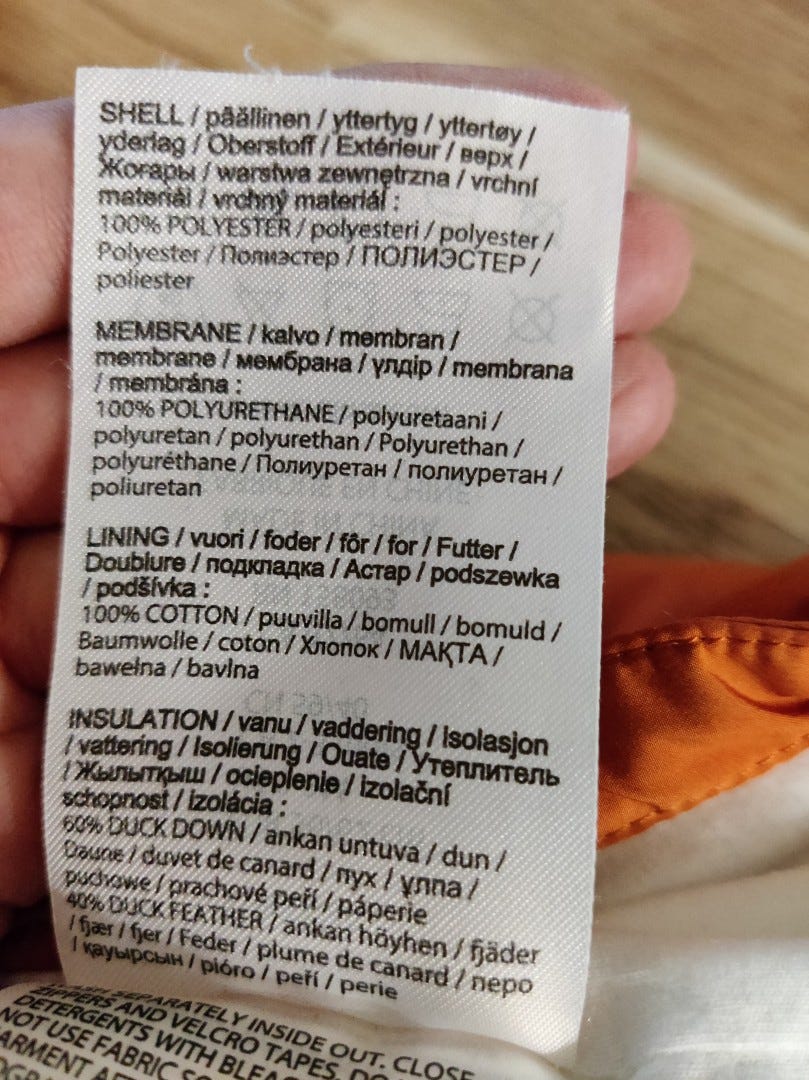 SHELL / päällinen / yttertyg / yttertøy /
yderlag / Oberstoff / Extérieur / верх /
Жоғары / warstwa zewnętrzna / vrchní
materiál / vrchný materiál :
100% POLYESTER / polyesteri / polyester /
Polyester / Полиэстер / ПОЛИЭСТЕР /
poliester
MEMBRANE / kalvo / membran /
membrane / мембрана / үлдір / membrana
/ membrána :
100% POLYURETHANE / polyuretaani /
polyuretan / polyurethan / Polyurethan /
polyuréthane / Полиуретан / полиуретан /
poliuretan
LINING / vuori / foder / fôr / for / Futter /
Doublure / подкладка / Астар / podszewka
/ podšívka :
100% COTTON / puuvilla / bomull / bomuld /
Baumwolle / coton / Хлопок / МАҚТА /
bawełna / bavlna
INSULATION / vanu / vaddering / Isolasjon
/ vattering / Isolierung / Ouate / Утеплитель
/ Жылытқыш / ocieplenie / izolační
schopnost / izolácia :
60% DUCK DOWN / ankan untuva / dun /
Daune / duvet de canard / пух / ұлпа /
puchowe / prachové peří / páperie
40% DUCK FEATHER / ankan höyhen / fjäder
/ fjær / fjer / Feder / plume de canard / перо
/ қауырсын / pióro / peří / perie
SEPARATELY INSIDE OUT. CLOSE
ZIPPERS AND VELCRO TAPES.
DETERGENTS WITH
NOT USE FABRIC